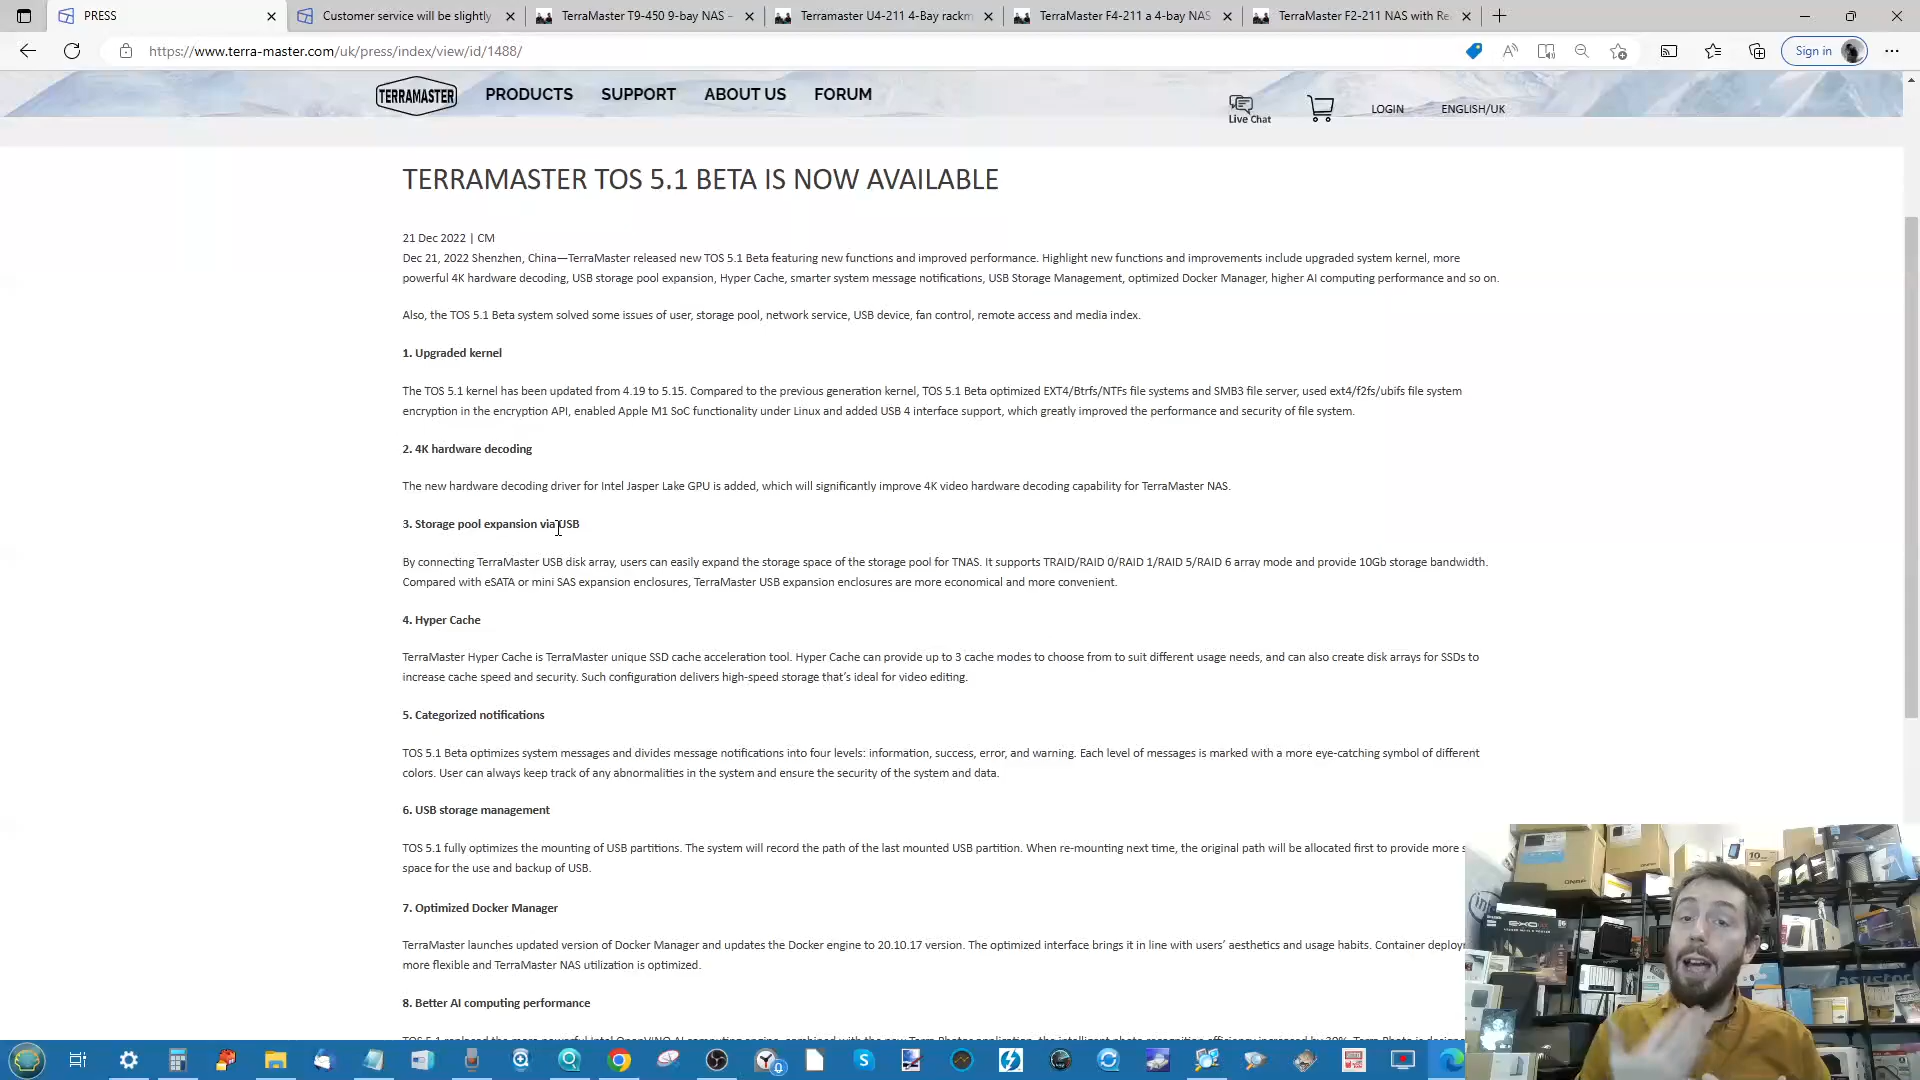 PRESS
Customer service will be slightly
TerraMaster T9-450 9-bay NAS –
Terramaster U4-211 4-Bay rackm
TerraMaster F4-211 a 4-bay NAS
TerraMaster F2-211 NAS with Re
https://www.terra-master.com/uk/press/index/view/id/1488/
Sign in
TERRAMASTER
PRODUCTS
SUPPORT
ABOUT US
FORUM
Live Chat
LOGIN
ENGLISH/UK
TERRAMASTER TOS 5.1 BETA IS NOW AVAILABLE
21 Dec 2022 | CM
Dec 21, 2022 Shenzhen, China—TerraMaster released new TOS 5.1 Beta featuring new functions and improved performance. Highlight new functions and improvements include upgraded system kernel, more
powerful 4K hardware decoding, USB storage pool expansion, Hyper Cache, smarter system message notifications, USB Storage Management, optimized Docker Manager, higher AI computing performance and so on.
Also, the TOS 5.1 Beta system solved some issues of user, storage pool, network service, USB device, fan control, remote access and media index.
1. Upgraded kernel
The TOS 5.1 kernel has been updated from 4.19 to 5.15. Compared to the previous generation kernel, TOS 5.1 Beta optimized EXT4/Btrfs/NTFs file systems and SMB3 file server, used ext4/f2fs/ubifs file system
encryption in the encryption API, enabled Apple M1 SoC functionality under Linux and added USB 4 interface support, which greatly improved the performance and security of file system.
2. 4K hardware decoding
The new hardware decoding driver for Intel Jasper Lake GPU is added, which will significantly improve 4K video hardware decoding capability for TerraMaster NAS.
3. Storage pool expansion via USB
By connecting TerraMaster USB disk array, users can easily expand the storage space of the storage pool for TNAS. It supports TRAID/RAID 0/RAID 1/RAID 5/RAID 6 array mode and provide 10Gb storage bandwidth.
Compared with eSATA or mini SAS expansion enclosures, TerraMaster USB expansion enclosures are more economical and more convenient.
4. Hyper Cache
TerraMaster Hyper Cache is TerraMaster unique SSD cache acceleration tool. Hyper Cache can provide up to 3 cache modes to choose from to suit different usage needs, and can also create disk arrays for SSDs to
increase cache speed and security. Such configuration delivers high-speed storage that's ideal for video editing.
5. Categorized notifications
TOS 5.1 Beta optimizes system messages and divides message notifications into four levels: information, success, error, and warning. Each level of messages is marked with a more eye-catching symbol of different
colors. User can always keep track of any abnormalities in the system and ensure the security of the system and data.
6. USB storage management
TOS 5.1 fully optimizes the mounting of USB partitions. The system will record the path of the last mounted USB partition. When re-mounting next time, the original path will be allocated first to provide more s
space for the use and backup of USB.
7. Optimized Docker Manager
TerraMaster launches updated version of Docker Manager and updates the Docker engine to 20.10.17 version. The optimized interface brings it in line with users' aesthetics and usage habits. Container deploy
more flexible and TerraMaster NAS utilization is optimized.
8. Better AI computing performance